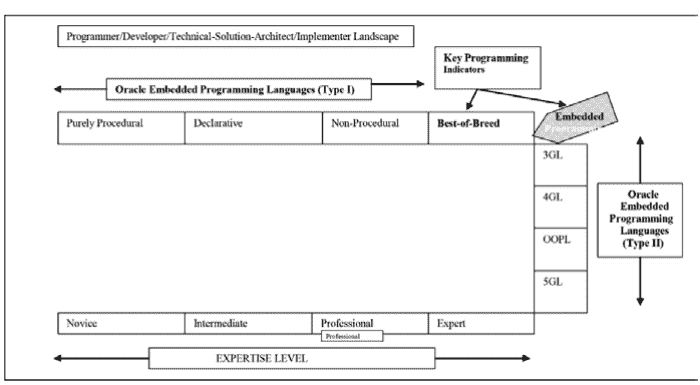 Programmer/Developer/Technical-Solution-Architect/Implementer Landscape
Key Programming
Indicators
Oracle Embedded Programming Languages (Type I)
Embedded
Purely Procedural
Declarative
Non-Procedural
Best-of-Breed
3GL
4GL
OOPL
5GL
Oracle
Embedded
Programming
Languages
(Type II)
Novice
Intermediate
Professional
Expert
Professional
EXPERTISE LEVEL